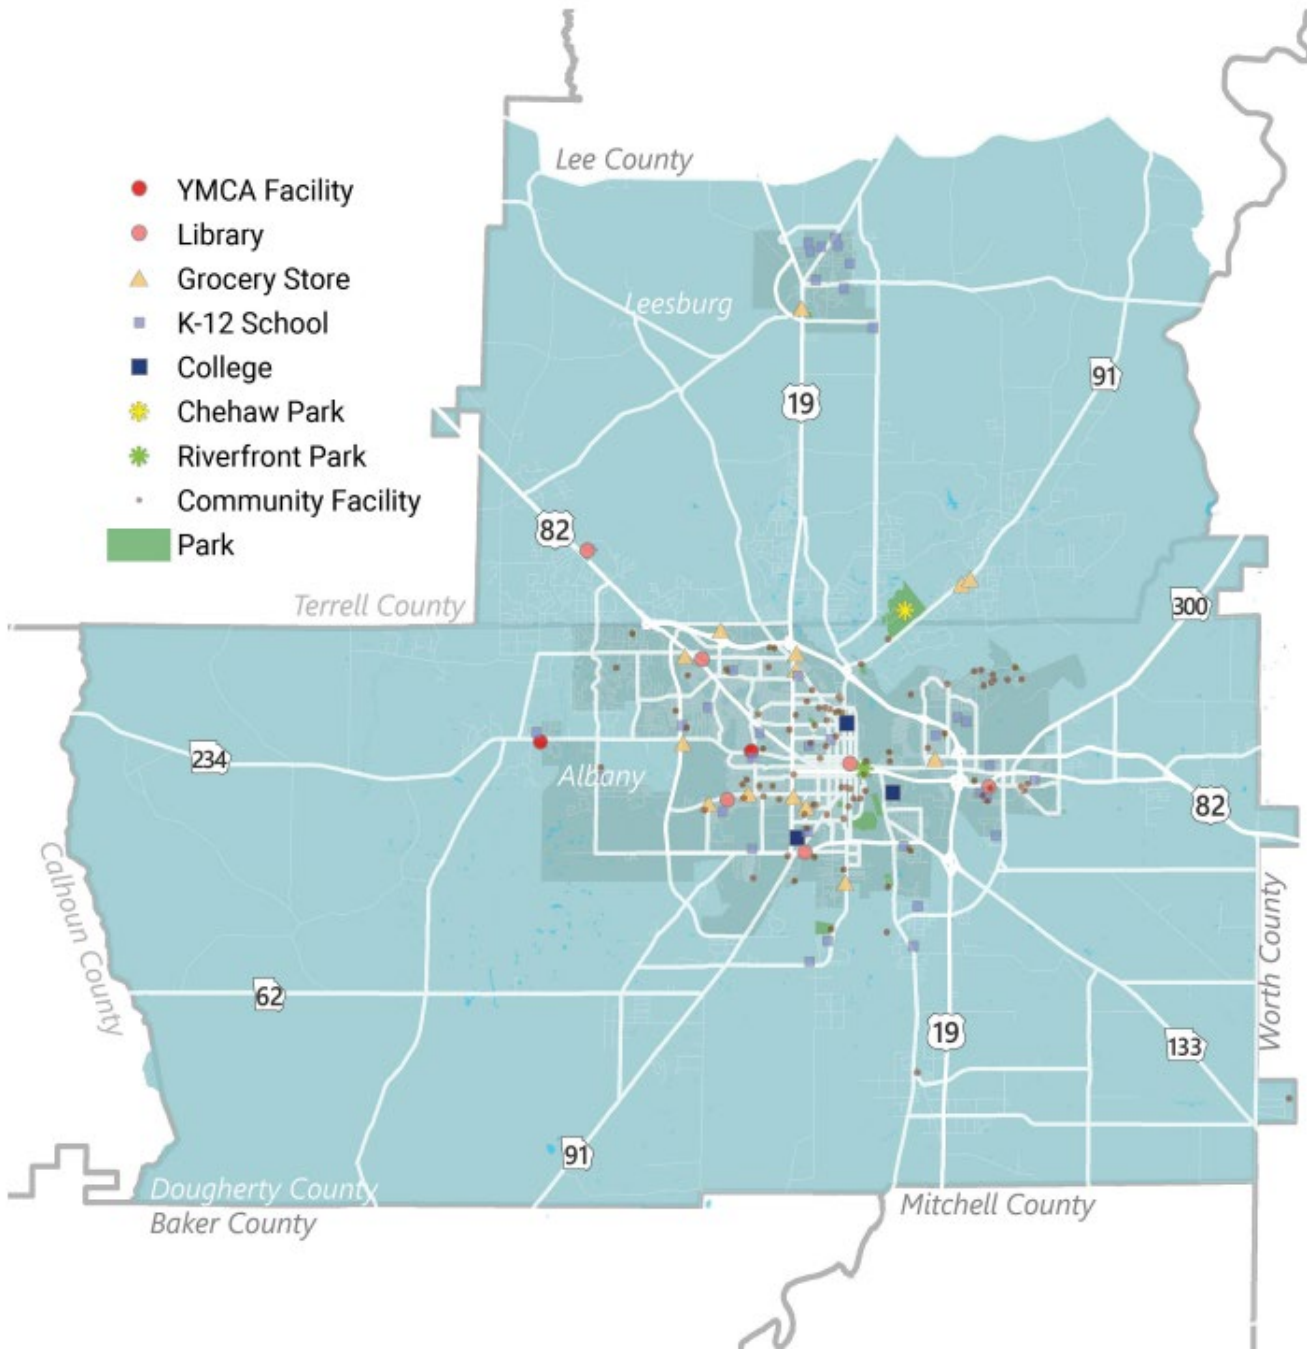 Lee County
YMCA Facility
Library
Grocery Store
K-12 School
College
Chehaw Park
Riverfront Park
Community Facility
Park
Leesburg
91
19
82
Terrell County
300
234
Albany
82
Calhoun County
62
Worth County
19
133
91
Dougherty County
Baker County
Mitchell County